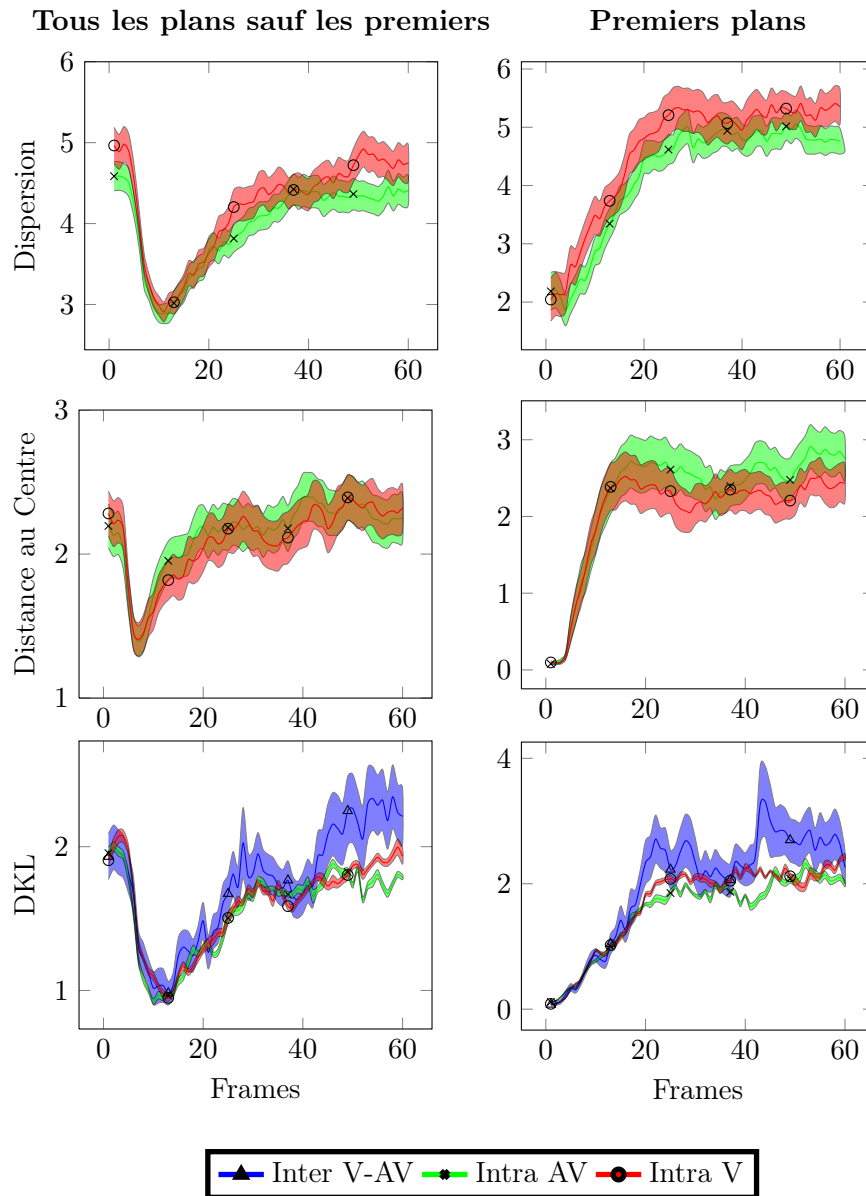 Tous les plans sauf les premiers
Premiers plans
Dispersion
6
5
4
3
0 20 40 60
6
5
4
3
2
0 20 40 60
Distance au Centre
3
2
1
0 20 40 60
3
2
1
0
0 20 40 60
DKL
2
1
0 20 40 60
Frames
4
2
0
0 20 40 60
Frames
Inter V-AV Intra AV Intra V